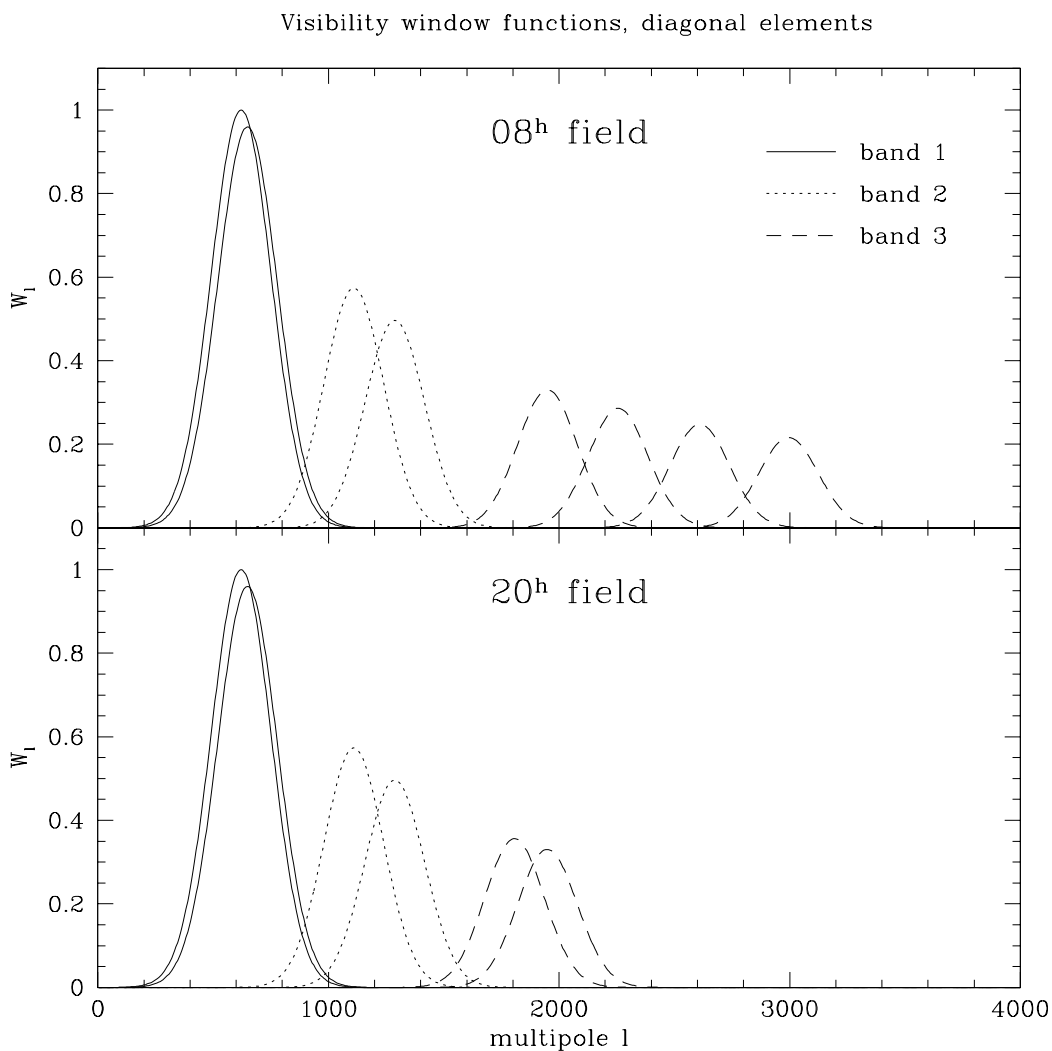 Visibility window functions, diagonal elements
08h field
band 1
band 2
band 3
Wl
1
0.8
0.6
0.4
0.2
0
20h field
Wl
1
0.8
0.6
0.4
0.2
0
0 1000 2000 3000 4000
multipole l